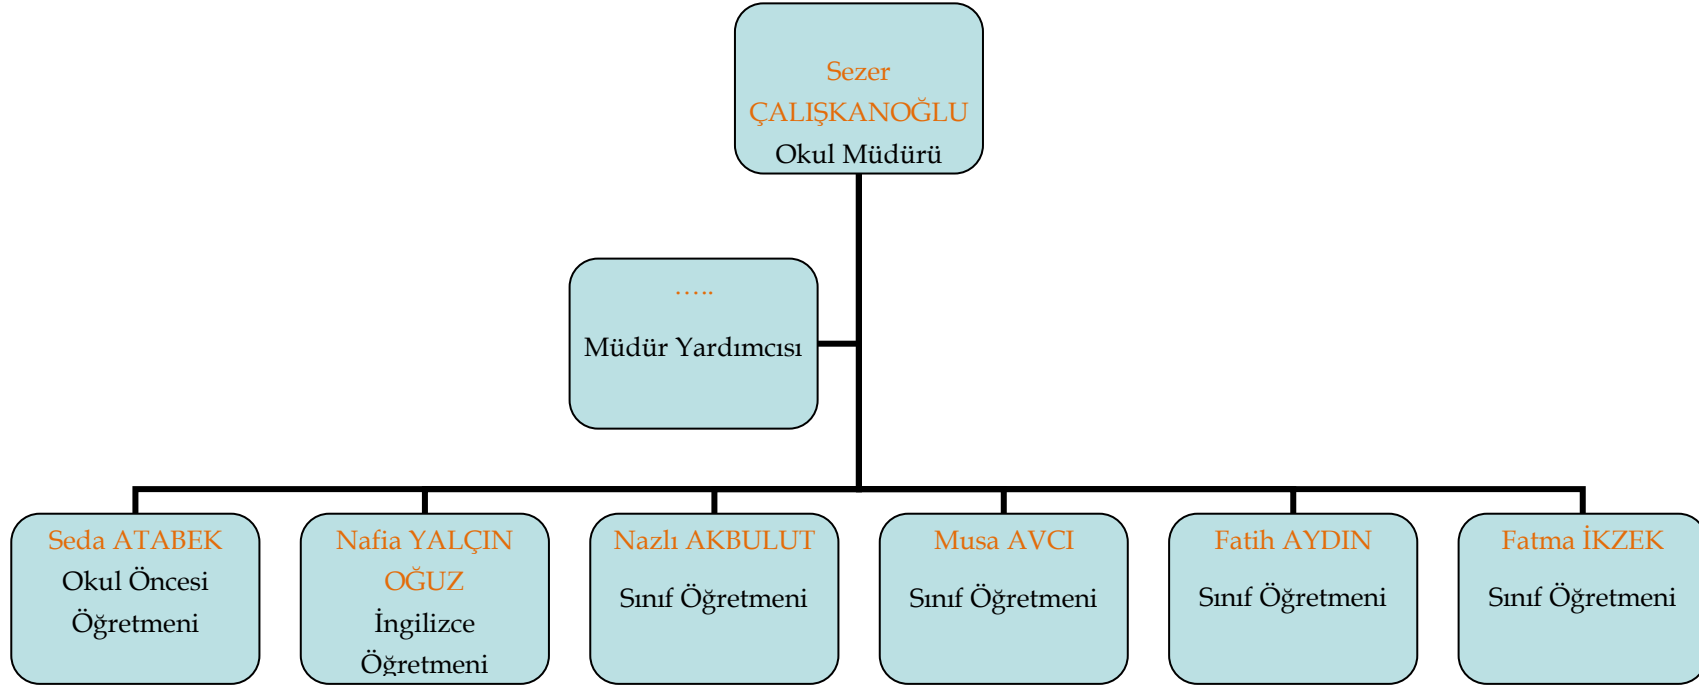 Sezer
ÇALIŞKANOĞLU
Okul Müdürü
…..
Müdür Yardımcısı
Seda ATABEK
Okul Öncesi
Öğretmeni
Nafia YALÇIN
OĞUZ
İngilizce
Öğretmeni
Nazlı AKBULUT
Sınıf Öğretmeni
Musa AVCI
Sınıf Öğretmeni
Fatih AYDIN
Sınıf Öğretmeni
Fatma İKZEK
Sınıf Öğretmeni